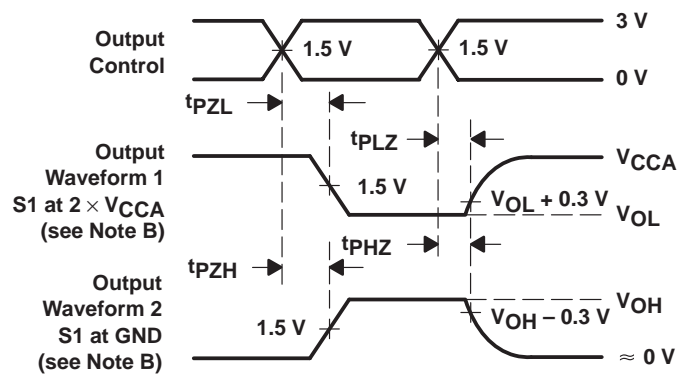 3 V
Output
Control
1.5 V
1.5 V
0 V
tPZL
tPLZ
Output
Waveform 1
S1 at 2 × VCCA
(see Note B)
VCCA
1.5 V
VOL + 0.3 V
VOL
tPZH
tPHZ
Output
Waveform 2
S1 at GND
(see Note B)
1.5 V
VOH
VOH – 0.3 V
≈ 0 V